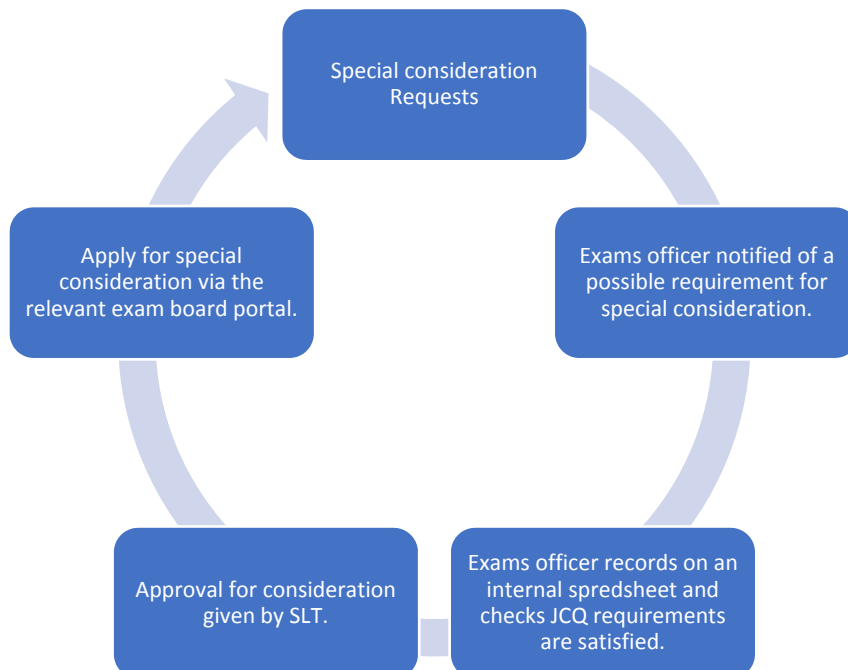 Special consideration
Requests
Exams officer notified of a
possible requirement for
special consideration.
Exams officer records on an
internal spredsheet and
checks JCQ requirements
are satisfied.
Approval for consideration
given by SLT.
Apply for special
consideration via the
relevant exam board portal.